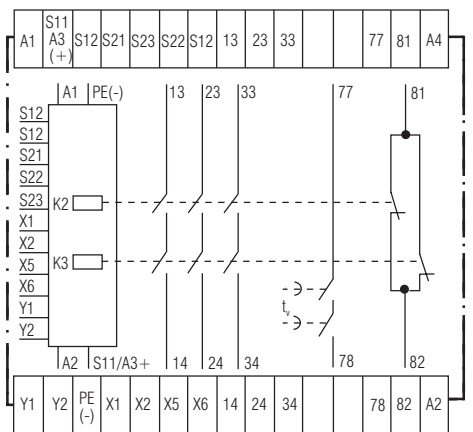 A1 S11 A3 (+) S12 S21 S23 S22 S12 13 23 33 77 81 A4
A1 PE(-) 13 23 33 77 81
S12
S12
S21
S22
S23
K2
X1
X2
K3
X5
X6
tv
Y1
Y2
A2 S11/A3+ 14 24 34 78 82
Y1 Y2 PE (-) X1 X2 X5 X6 14 24 34 78 82 A2